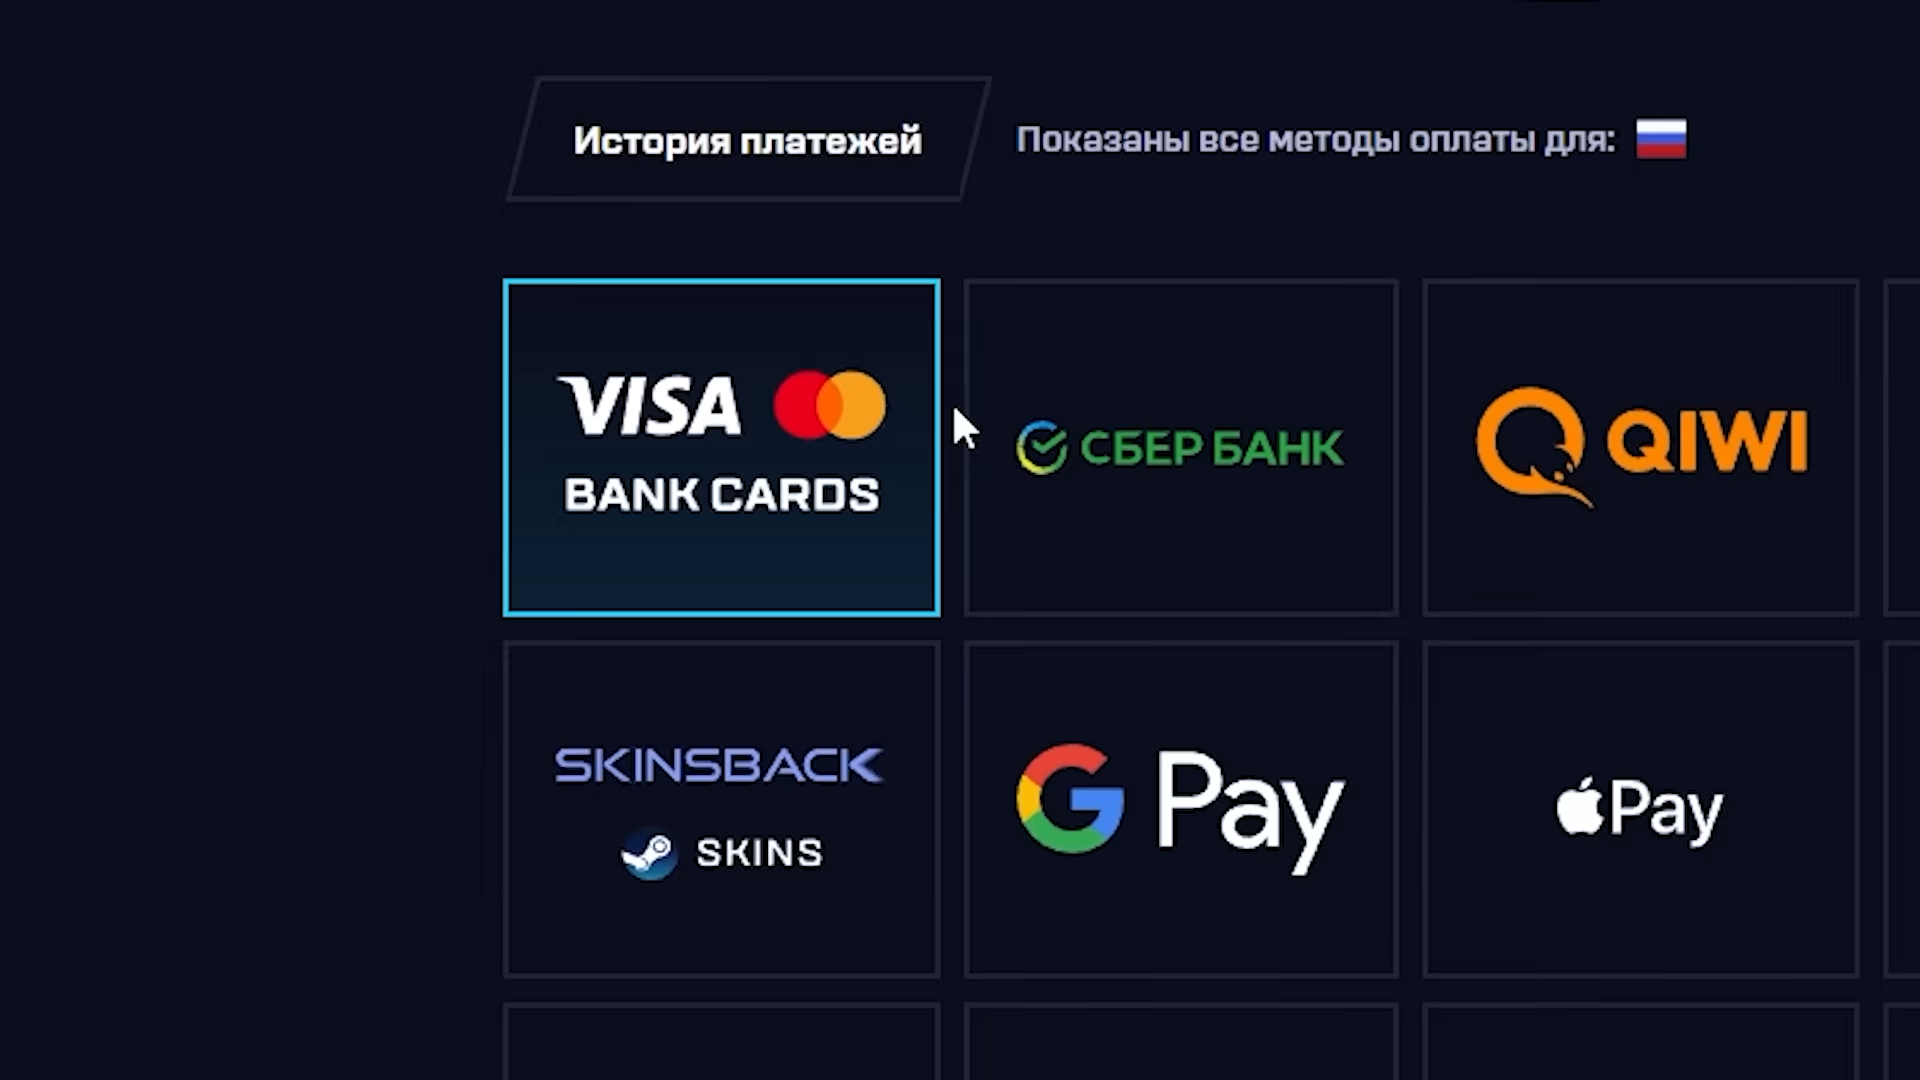 История платежей
Показаны все методы оплаты для:
VISA
BANK CARDS
СБЕР БАНК
QIWI
SKINSBACK
SKINS
G Pay
Pay